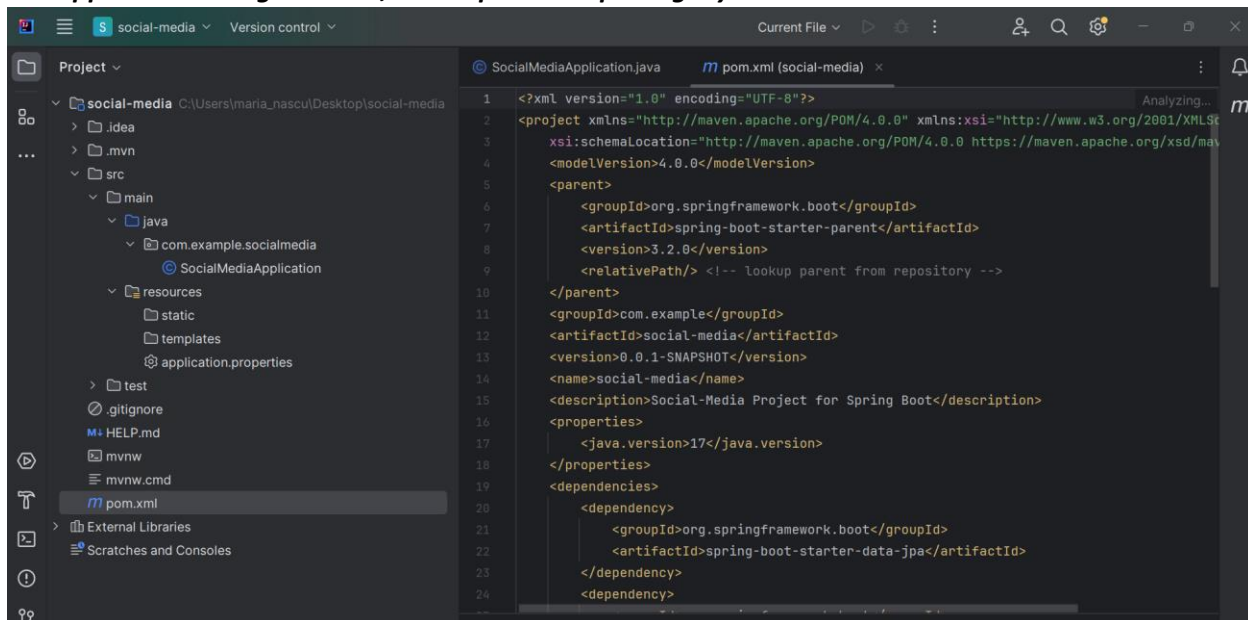 S social-media Version control Current File
Project
SocialMediaApplication.java
pom.xml (social-media)
social-media C:\Users\maria_nascu\Desktop\social-media
.idea
.mvn
src
main
java
com.example.socialmedia
SocialMediaApplication
resources
static
templates
application.properties
test
.gitignore
M↓ HELP.md
mvnw
mvnw.cmd
m pom.xml
External Libraries
Scratches and Consoles
Analyzing...
1 <?xml version="1.0" encoding="UTF-8"?>
2 <project xmlns="http://maven.apache.org/POM/4.0.0" xmlns:xsi="http://www.w3.org/2001/XMLSc
3 xsi:schemaLocation="http://maven.apache.org/POM/4.0.0 https://maven.apache.org/xsd/mav
4 <modelVersion>4.0.0</modelVersion>
5 <parent>
6 <groupId>org.springframework.boot</groupId>
7 <artifactId>spring-boot-starter-parent</artifactId>
8 <version>3.2.0</version>
9 <relativePath/> <!-- lookup parent from repository -->
10 </parent>
11 <groupId>com.example</groupId>
12 <artifactId>social-media</artifactId>
13 <version>0.0.1-SNAPSHOT</version>
14 <name>social-media</name>
15 <description>Social-Media Project for Spring Boot</description>
16 <properties>
17 <java.version>17</java.version>
18 </properties>
19 <dependencies>
20 <dependency>
21 <groupId>org.springframework.boot</groupId>
22 <artifactId>spring-boot-starter-data-jpa</artifactId>
23 </dependency>
24 <dependency>